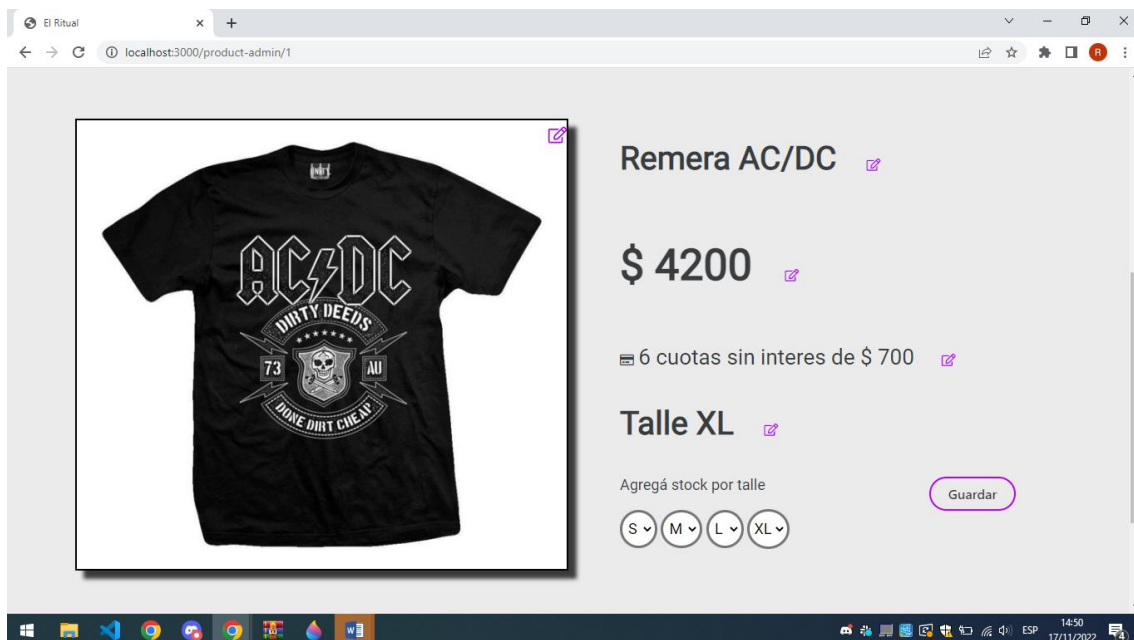 El Ritual
localhost:3000/product-admin/1
R
AC/DC
DIRTY DEEDS
73 AU
DONE DIRT CHEAP
Remera AC/DC
$ 4200
6 cuotas sin interes de $ 700
Talle XL
Agregá stock por talle
Guardar
S M L XL
W
ESP
14:50
17/11/2022
4